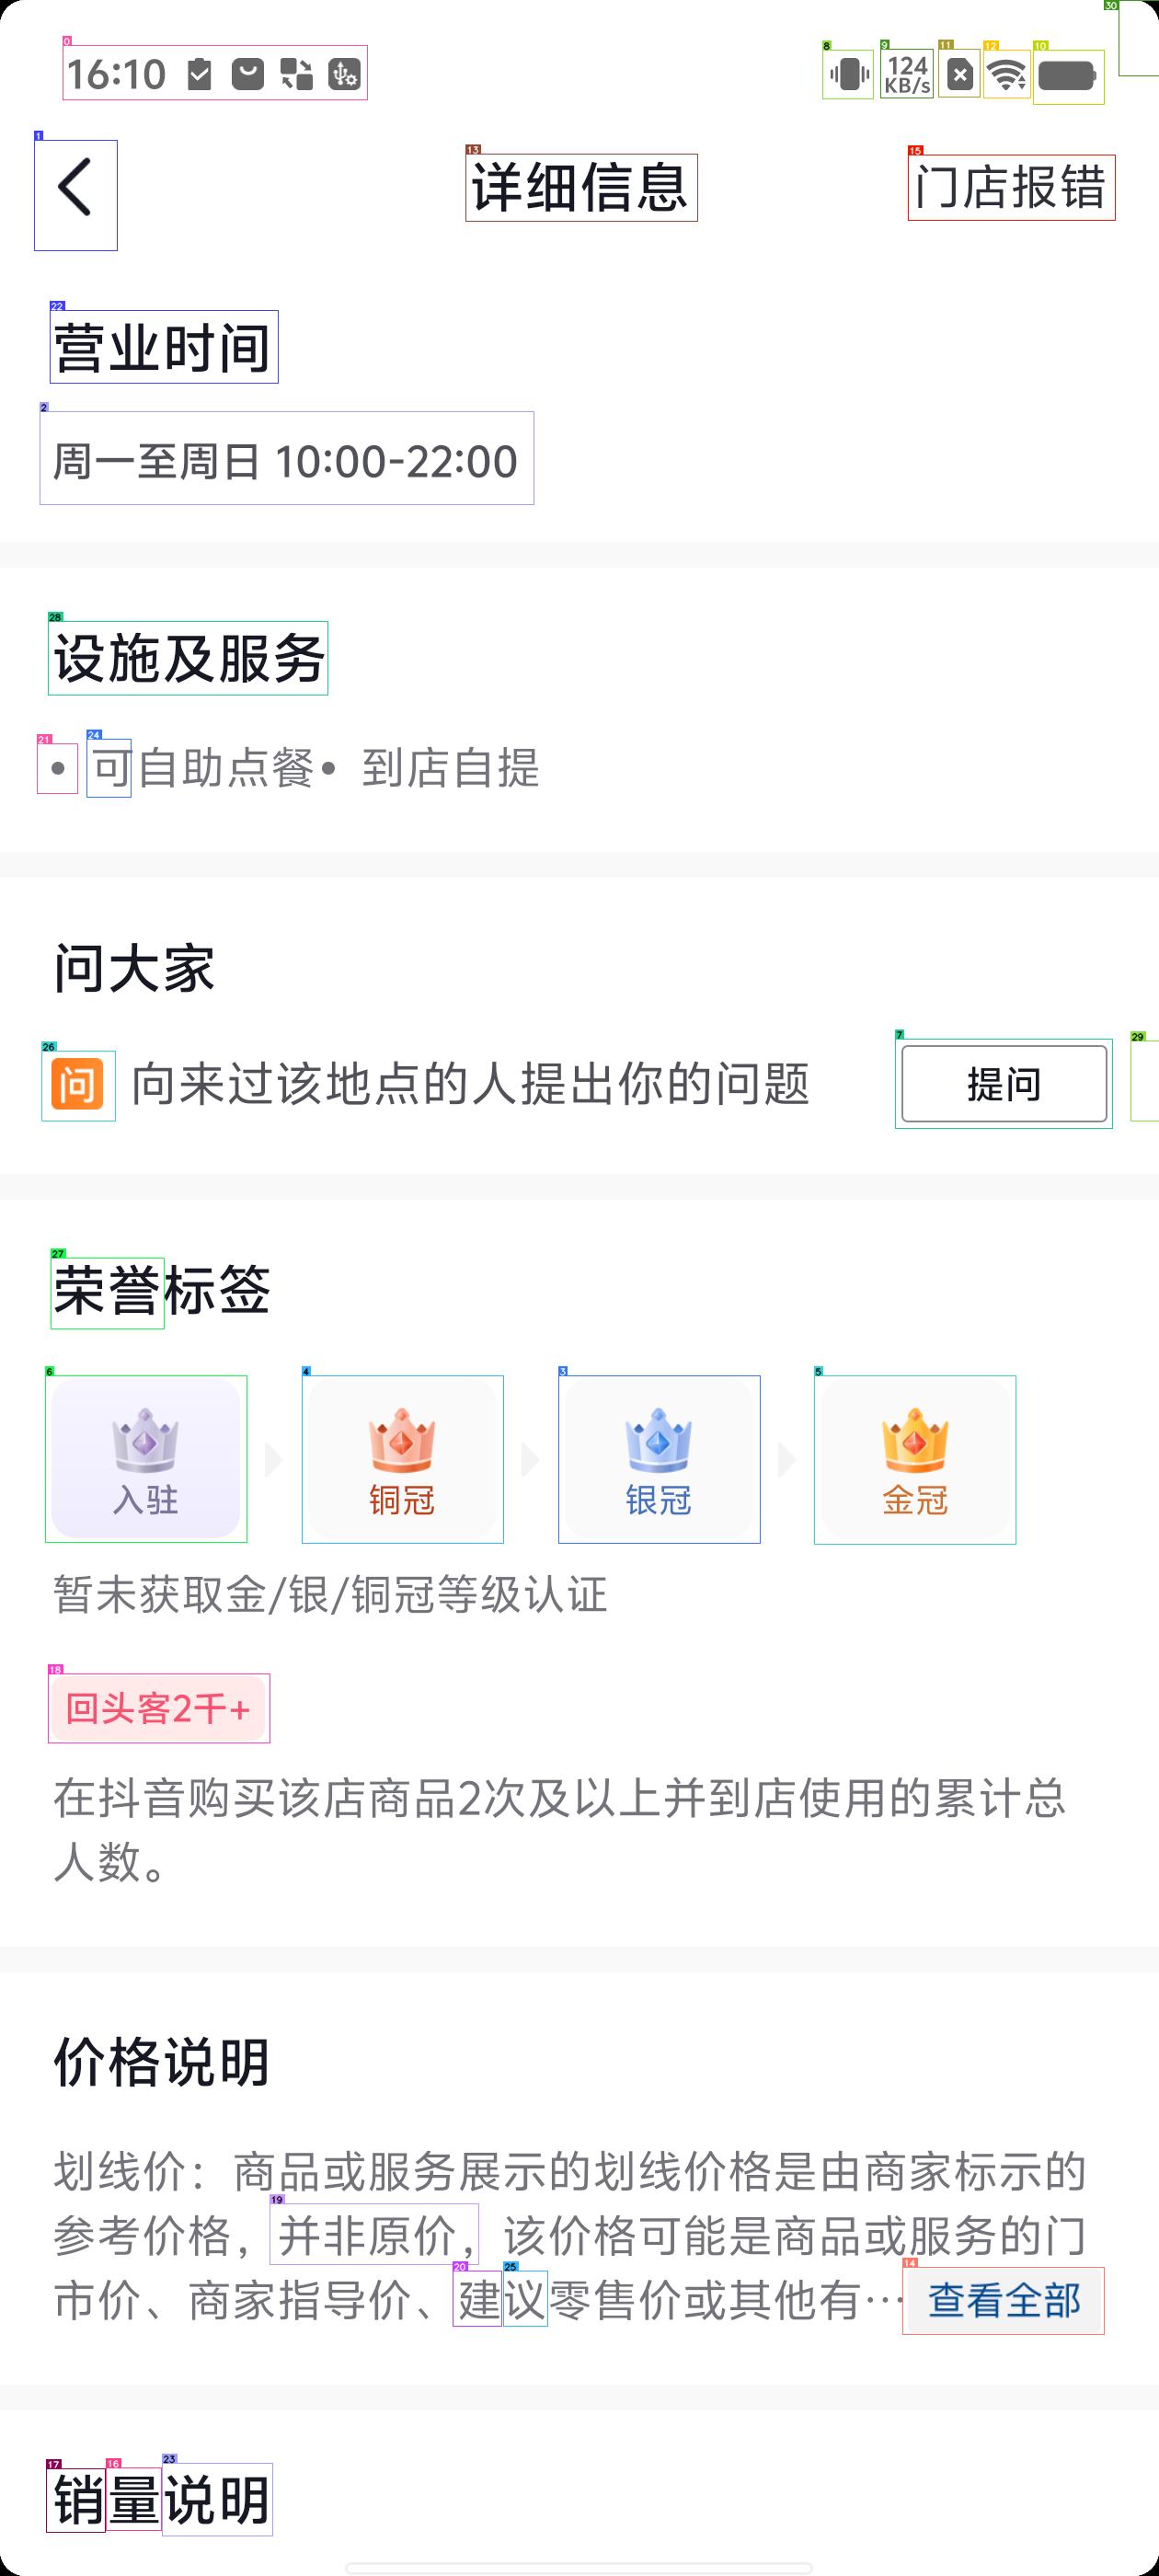 16:10
124
KB/s
详细信息
门店报错
营业时间
周一至周日 10:00-22:00
设施及服务
• 可自助点餐 • 到店自提
问大家
问 向来过该地点的人提出你的问题
提问
荣誉标签
入驻
铜冠
银冠
金冠
暂未获取金/银/铜冠等级认证
回头客2千+
在抖音购买该店商品2次及以上并到店使用的累计总
人数。
价格说明
划线价：商品或服务展示的划线价格是由商家标示的
参考价格，并非原价，该价格可能是商品或服务的门
市价、商家指导价、建议零售价或其他有…查看全部
销量说明